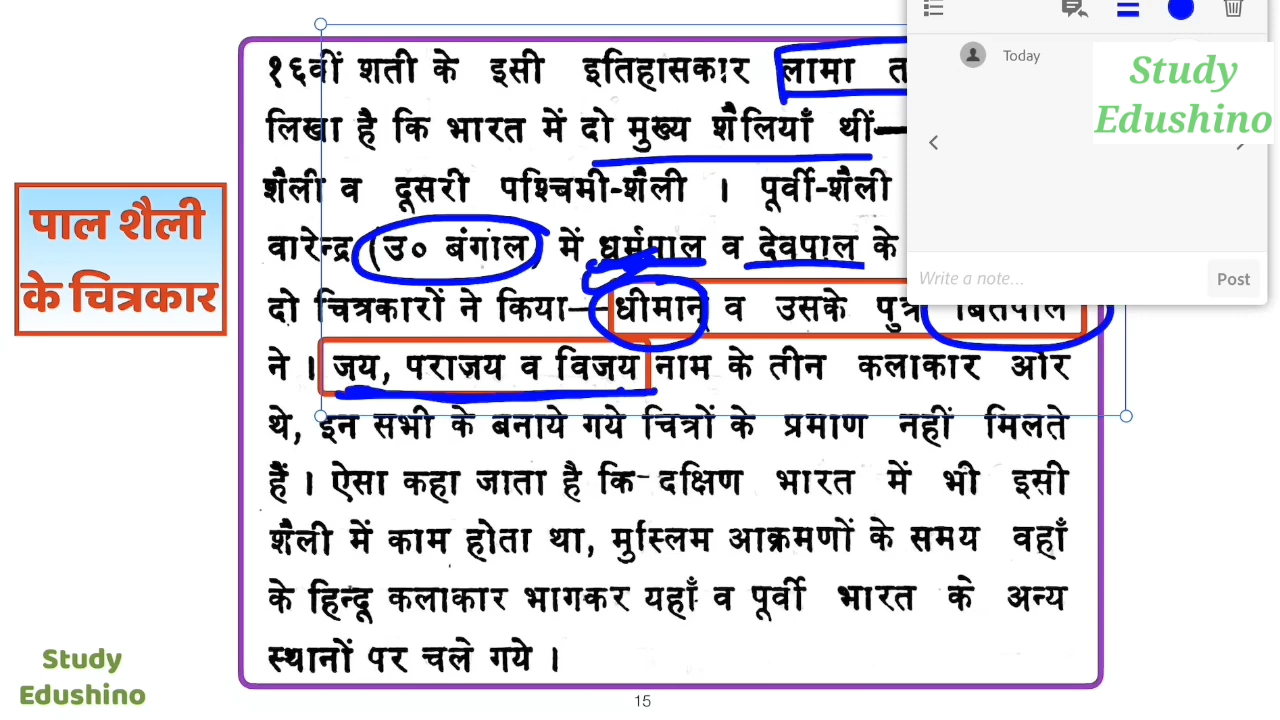 पाल शैली
के चित्रकार
१६वीं शती के इसी इतिहासकार लामा
लिखा है कि भारत में दो मुख्य शैलियाँ थीं—
शैली व दूसरी पश्चिमी-शैली । पूर्वी-शैली
वारेन्द्र (उ० बंगाल) में धर्मपाल व देवपाल के
दो चित्रकारों ने किया—धीमान व उसके पुत्र बितपाल
ने । जय, पराजय व विजय नाम के तीन कलाकार और
थे, इन सभी के बनाये गये चित्रों के प्रमाण नहीं मिलते
हैं । ऐसा कहा जाता है कि दक्षिण भारत में भी इसी
शैली में काम होता था, मुस्लिम आक्रमणों के समय वहाँ
के हिन्दू कलाकार भागकर यहाँ व पूर्वी भारत के अन्य
स्थानों पर चले गये ।
Today
Study
Edushino
Write a note...
Post
Study
Edushino
15